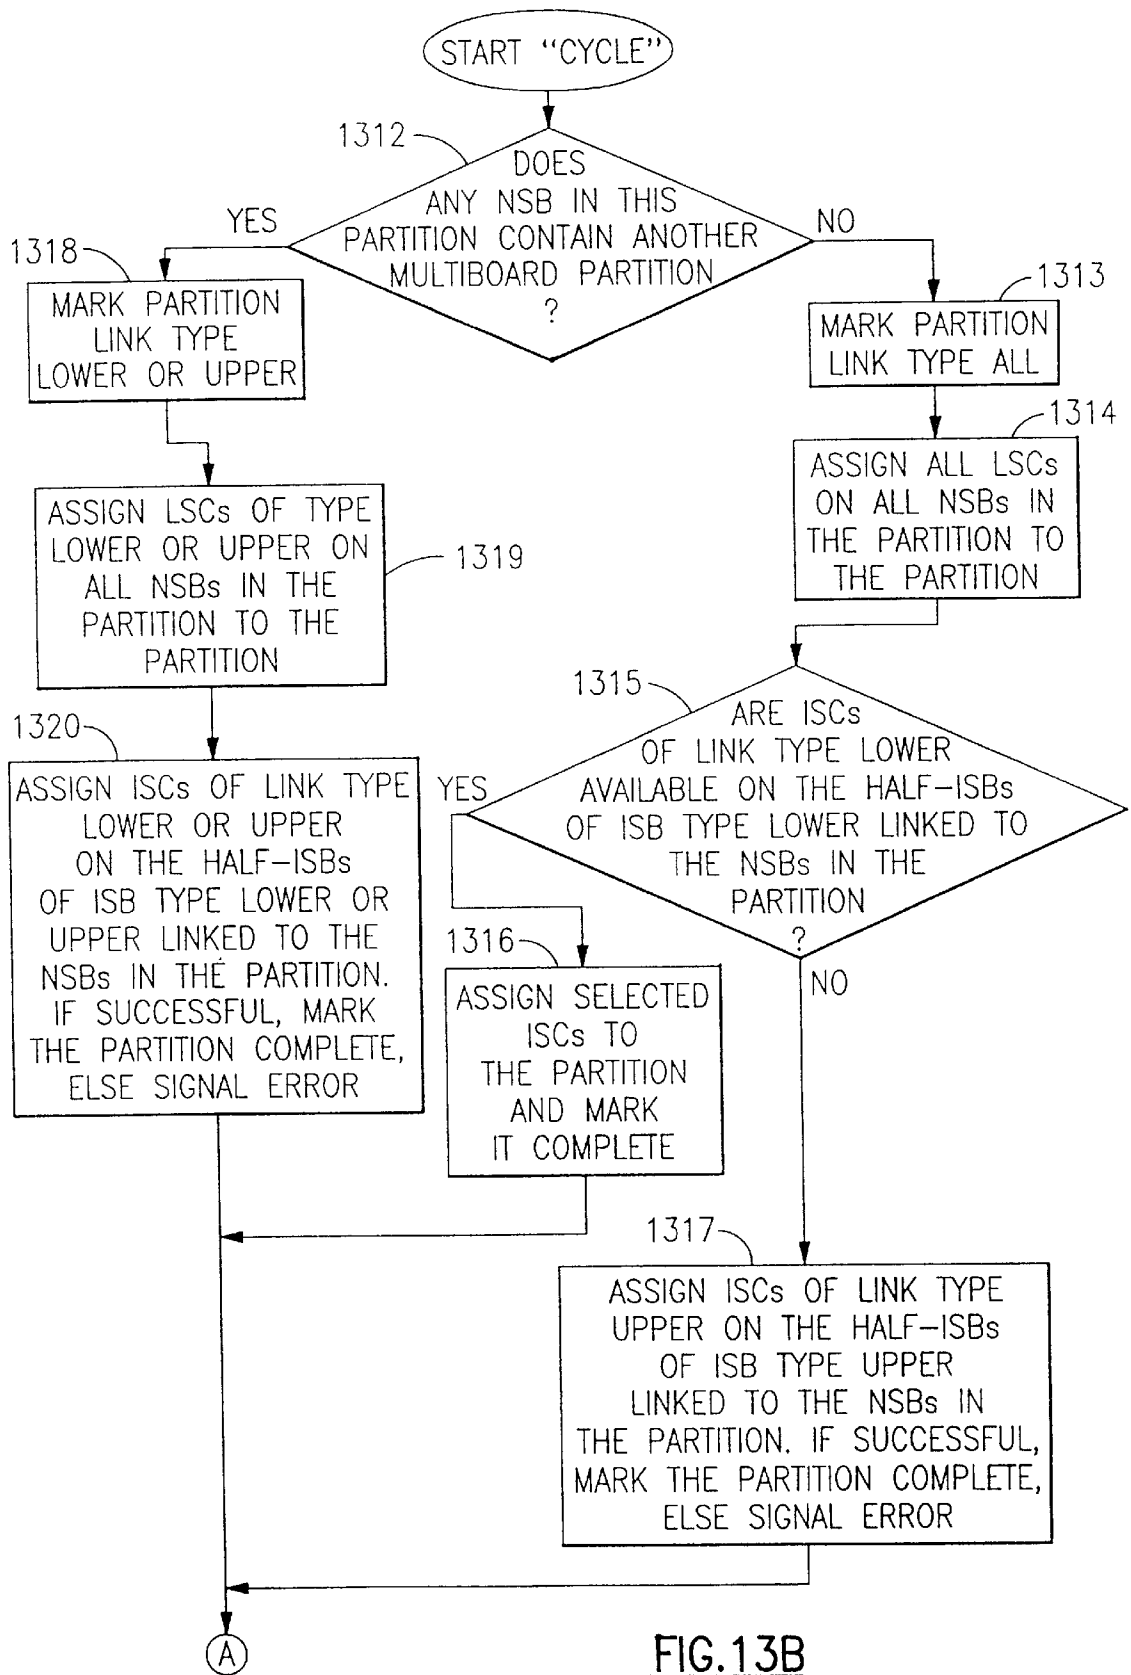 START "CYCLE"
1312
DOES
ANY NSB IN THIS
PARTITION CONTAIN ANOTHER
MULTIBOARD PARTITION
?
YES
NO
1318
MARK PARTITION
LINK TYPE
LOWER OR UPPER
1313
MARK PARTITION
LINK TYPE ALL
1314
ASSIGN ALL LSCs
ON ALL NSBs IN
THE PARTITION TO
THE PARTITION
ASSIGN LSCs OF TYPE
LOWER OR UPPER ON
ALL NSBs IN THE
PARTITION TO THE
PARTITION
1319
1315
ARE ISCs
OF LINK TYPE LOWER
AVAILABLE ON THE HALF-ISBs
OF ISB TYPE LOWER LINKED TO
THE NSBs IN THE
PARTITION
?
YES
NO
1320
ASSIGN ISCs OF LINK TYPE
LOWER OR UPPER
ON THE HALF-ISBs
OF ISB TYPE LOWER OR
UPPER LINKED TO THE
NSBs IN THE PARTITION.
IF SUCCESSFUL, MARK
THE PARTITION COMPLETE,
ELSE SIGNAL ERROR
1316
ASSIGN SELECTED
ISCs TO
THE PARTITION
AND MARK
IT COMPLETE
1317
ASSIGN ISCs OF LINK TYPE
UPPER ON THE HALF-ISBs
OF ISB TYPE UPPER
LINKED TO THE NSBs IN
THE PARTITION. IF SUCCESSFUL,
MARK THE PARTITION COMPLETE,
ELSE SIGNAL ERROR
A
FIG.13B